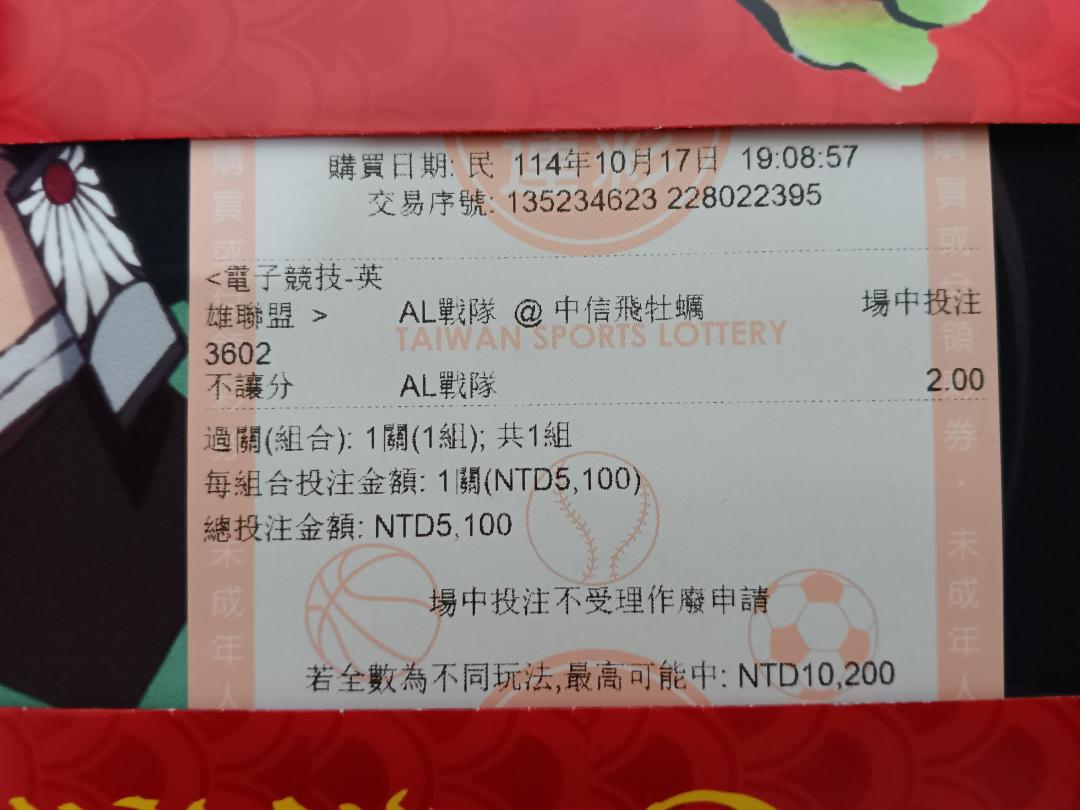 購買日期: 民 114年10月17日 19:08:57
交易序號: 135234623 228022395
<電子競技-英
雄聯盟 > AL戰隊 @ 中信飛牡蠣 場中投注
TAIWAN SPORTS LOTTERY
3602
不讓分 AL戰隊 2.00
過關(組合): 1關(1組); 共1組
每組合投注金額: 1關(NTD5,100)
總投注金額: NTD5,100
場中投注不受理作廢申請
若全數為不同玩法,最高可能中: NTD10,200